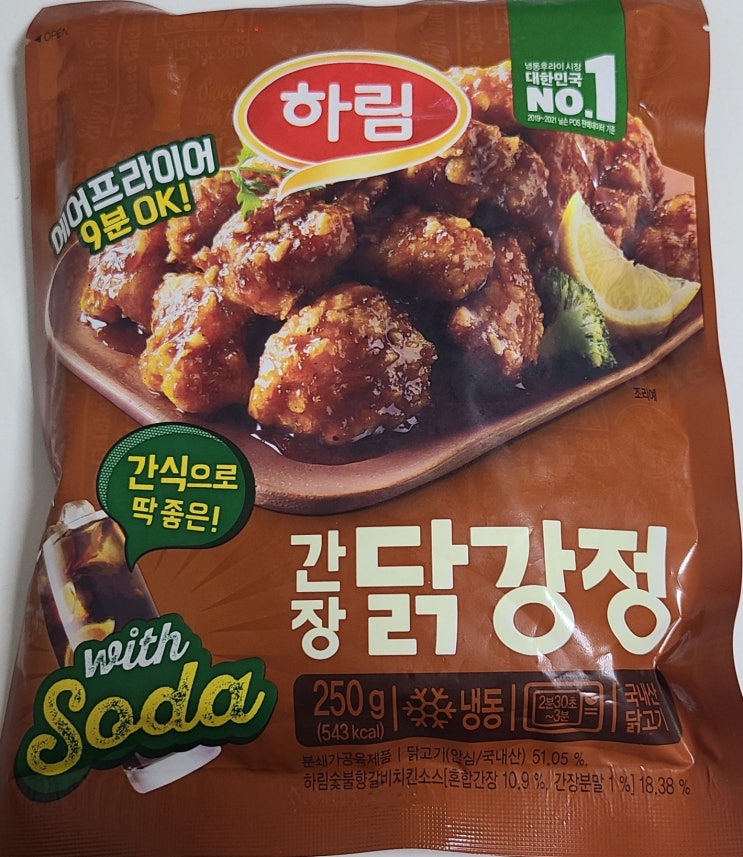 ◀ OPEN
하림
냉동후라이 시장
대한민국
NO.1
2019~2021 닐슨 POS 판매데이터 기준
에어프라이어
9분 OK!
조리예
간식으로
딱 좋은!
간장
닭강정
with
Soda
250 g
(543 kcal)
냉동
2분30초
~3분
국내산
닭고기
분쇄가공육제품 | 닭고기(안심/국내산) 51.05 %.
하림숯불향갈비치킨소스[혼합간장 10.9 %, 간장분말 1 %] 18.38 %